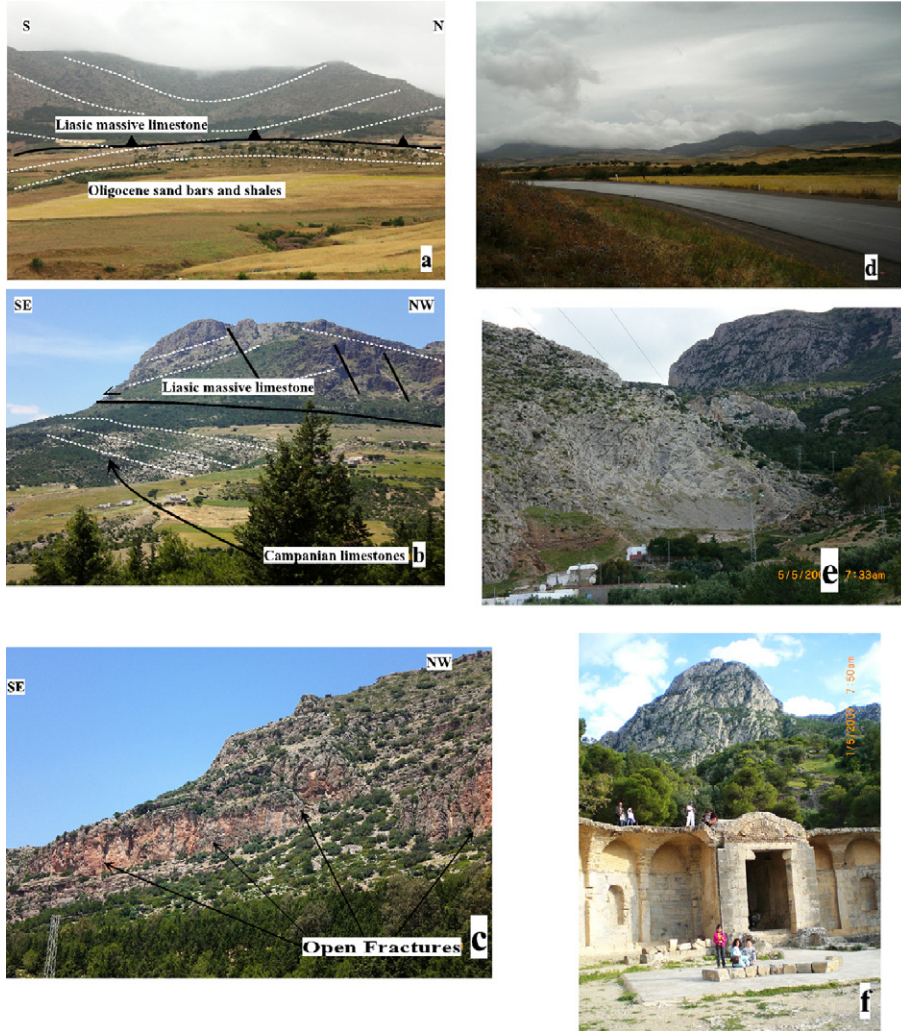 S
N
Liasic massive limestone
Oligocene sand bars and shales
a
d
SE
NW
Liasic massive limestone
Campanian limestones
b
e
7:33am
SE
NW
Open Fractures
c
7:50am
f